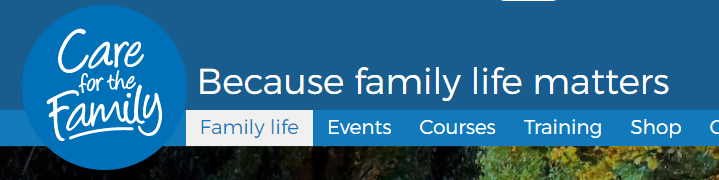 Care
for the
Family
Because family life matters
Family life Events Courses Training Shop